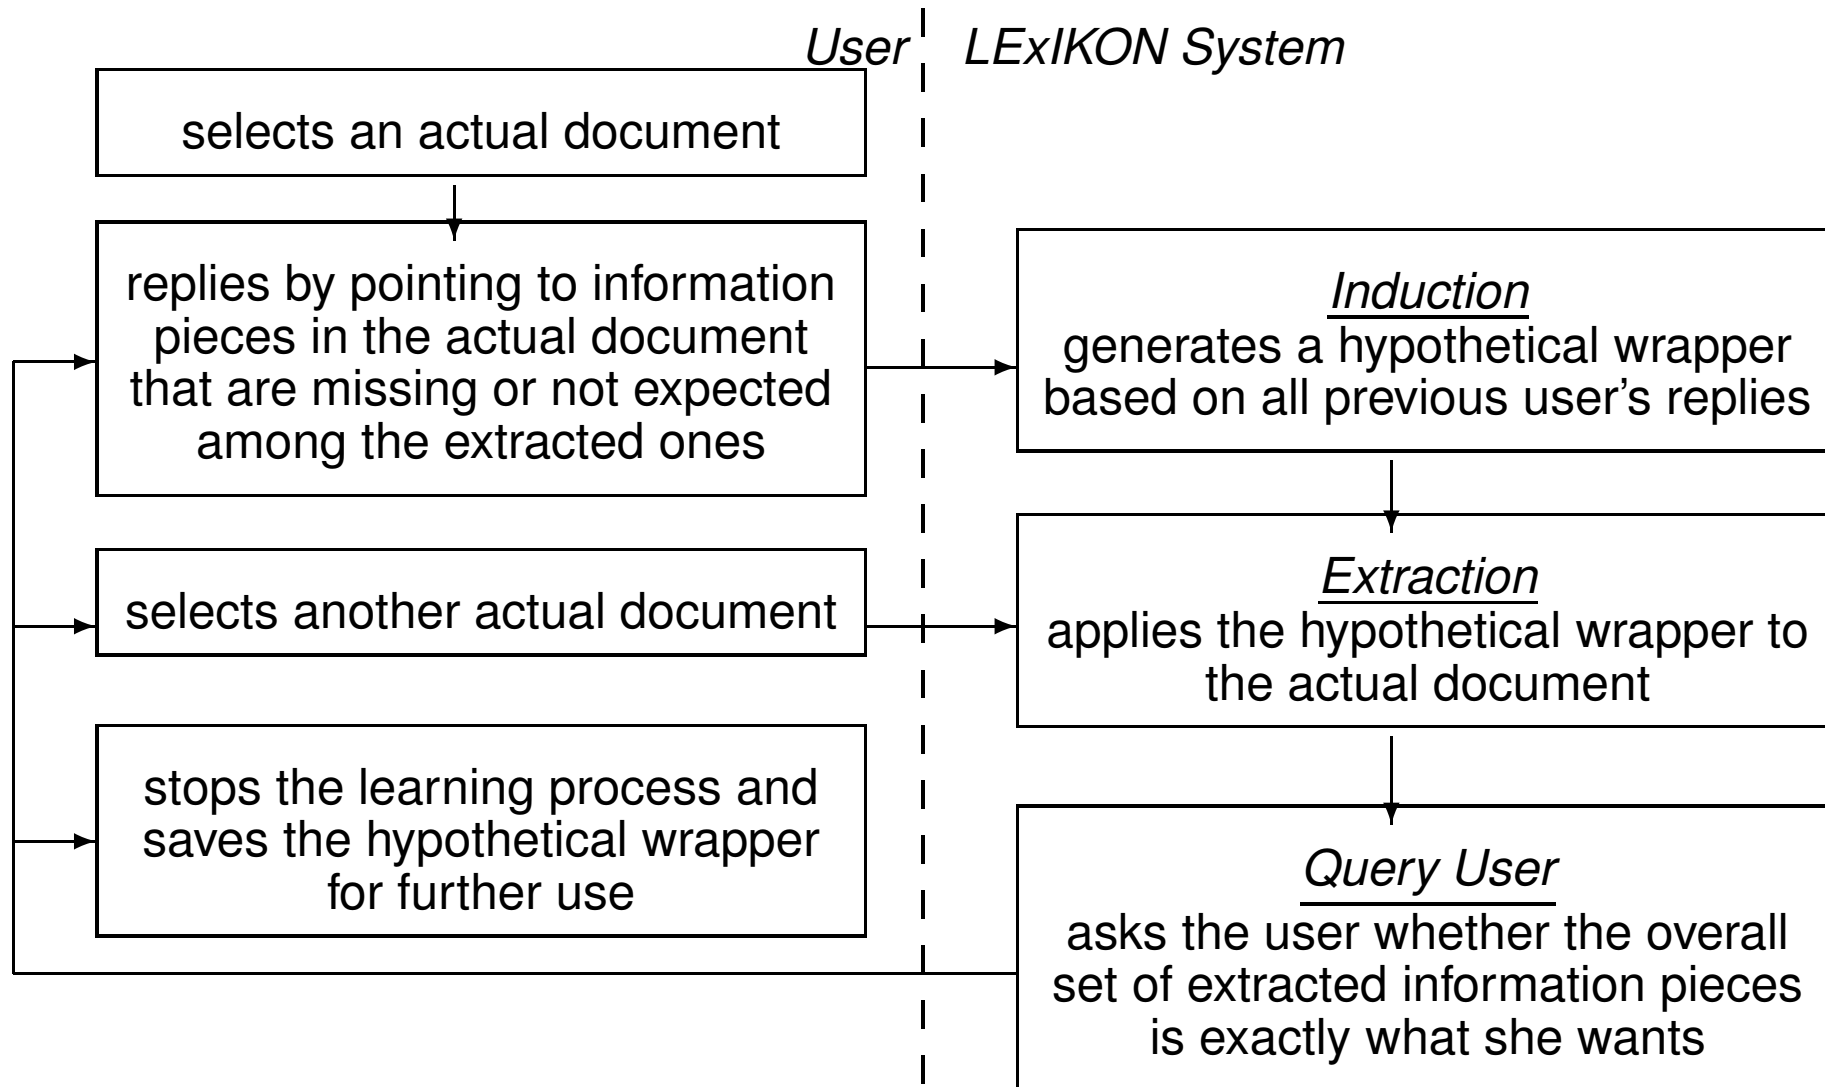 User
LExIKON System
selects an actual document
replies by pointing to information
pieces in the actual document
that are missing or not expected
among the extracted ones
selects another actual document
stops the learning process and
saves the hypothetical wrapper
for further use
Induction
generates a hypothetical wrapper
based on all previous user's replies
Extraction
applies the hypothetical wrapper to
the actual document
Query User
asks the user whether the overall
set of extracted information pieces
is exactly what she wants